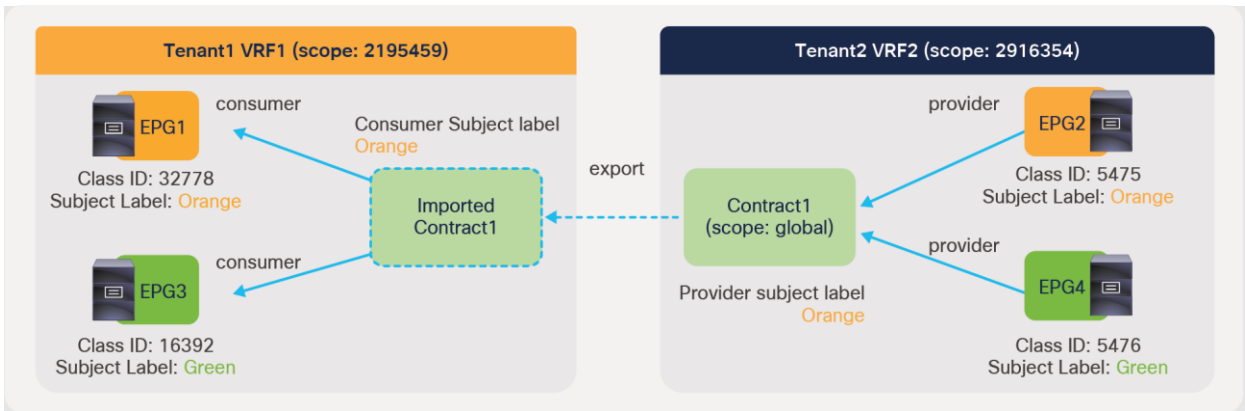 Tenant1 VRF1 (scope: 2195459)
consumer
EPG1
Class ID: 32778
Subject Label: Orange
Consumer Subject label
Orange
Imported
Contract1
consumer
EPG3
Class ID: 16392
Subject Label: Green
export
Tenant2 VRF2 (scope: 2916354)
provider
EPG2
Class ID: 5475
Subject Label: Orange
Contract1
(scope: global)
provider
Provider subject label
Orange
EPG4
Class ID: 5476
Subject Label: Green